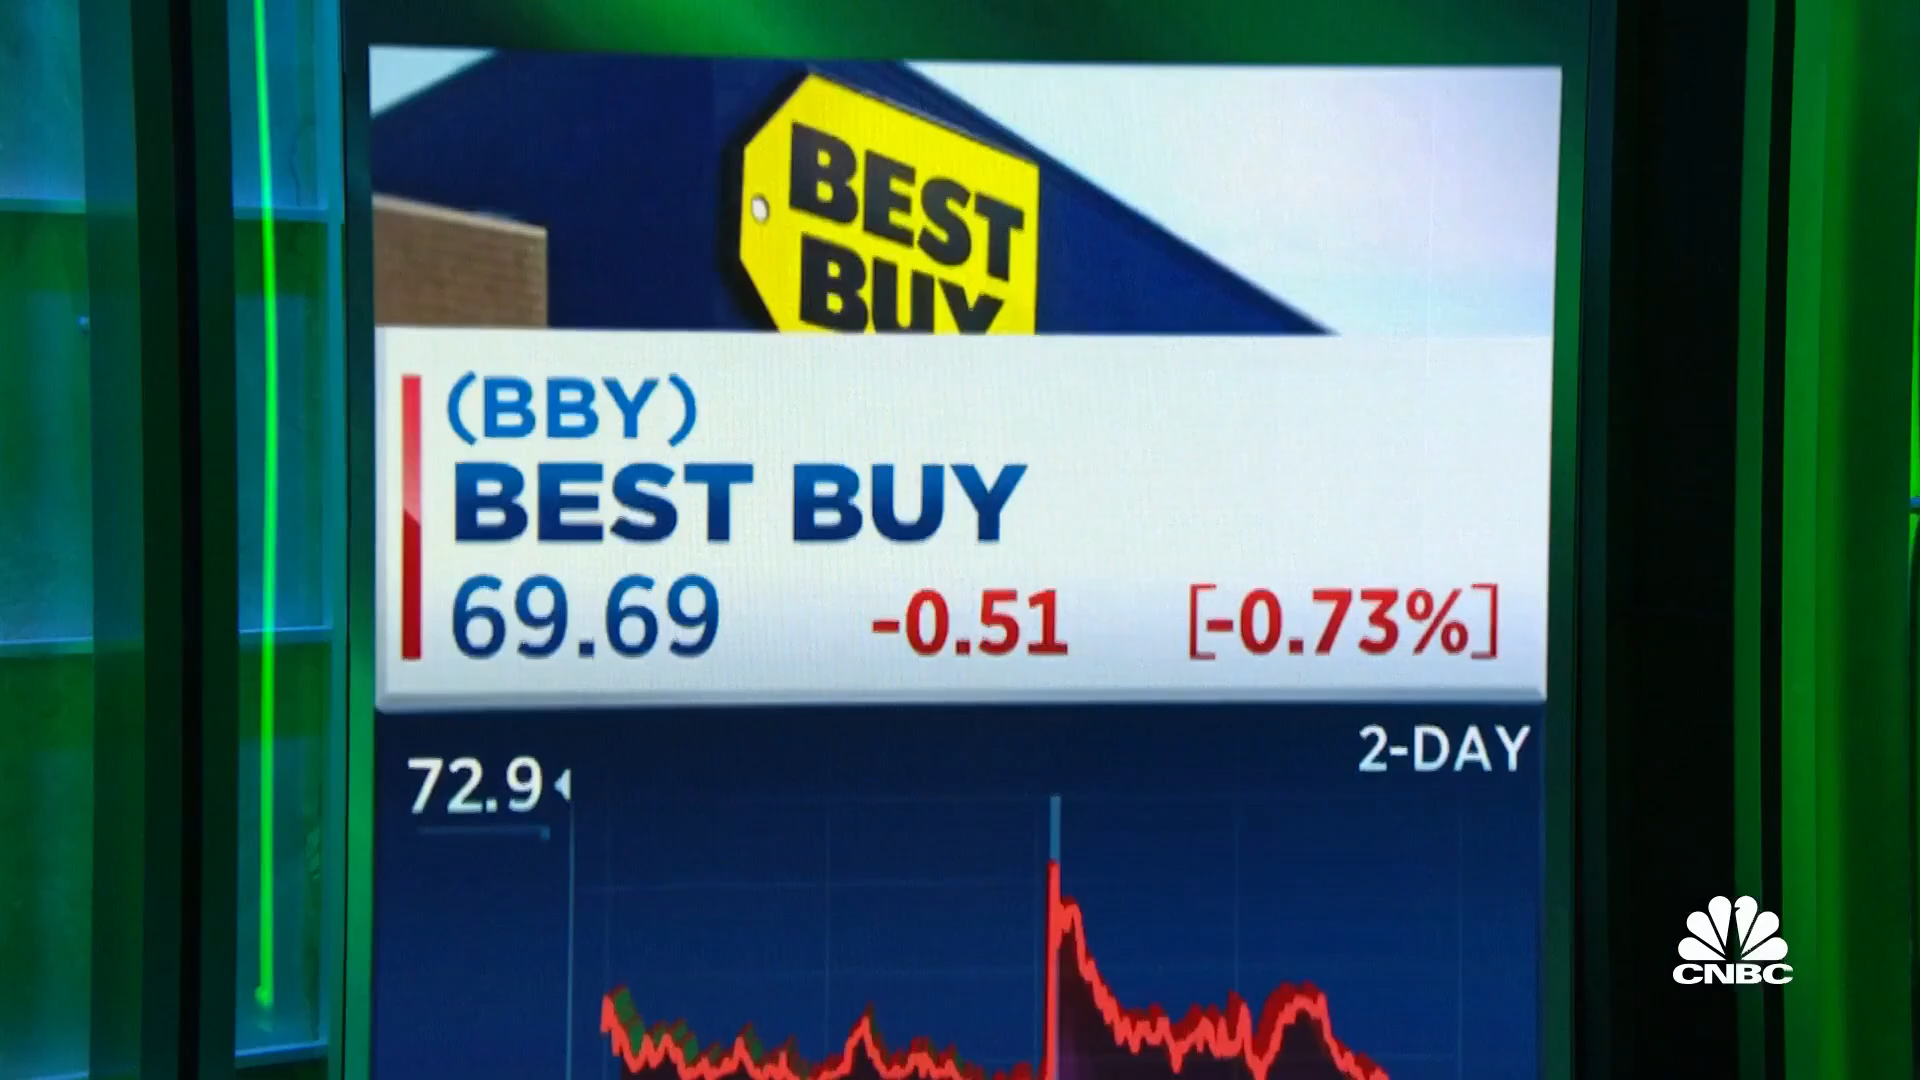 BEST
BUY
(BBY)
BEST BUY
69.69 -0.51 [-0.73%]
2-DAY
72.9
CNBC